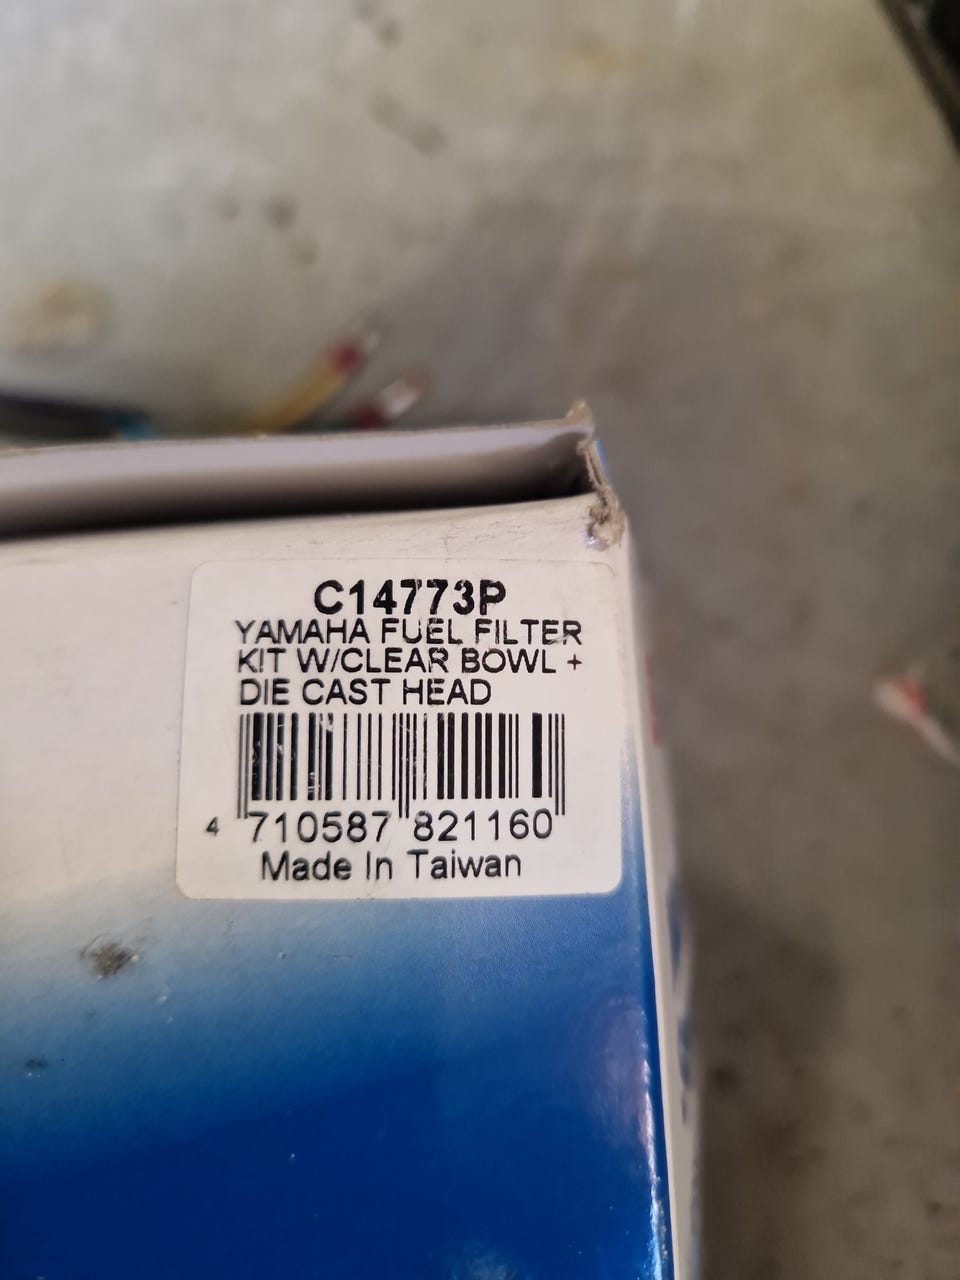 C14773P
YAMAHA FUEL FILTER
KIT W/CLEAR BOWL +
DIE CAST HEAD
4 710587 821160
Made In Taiwan